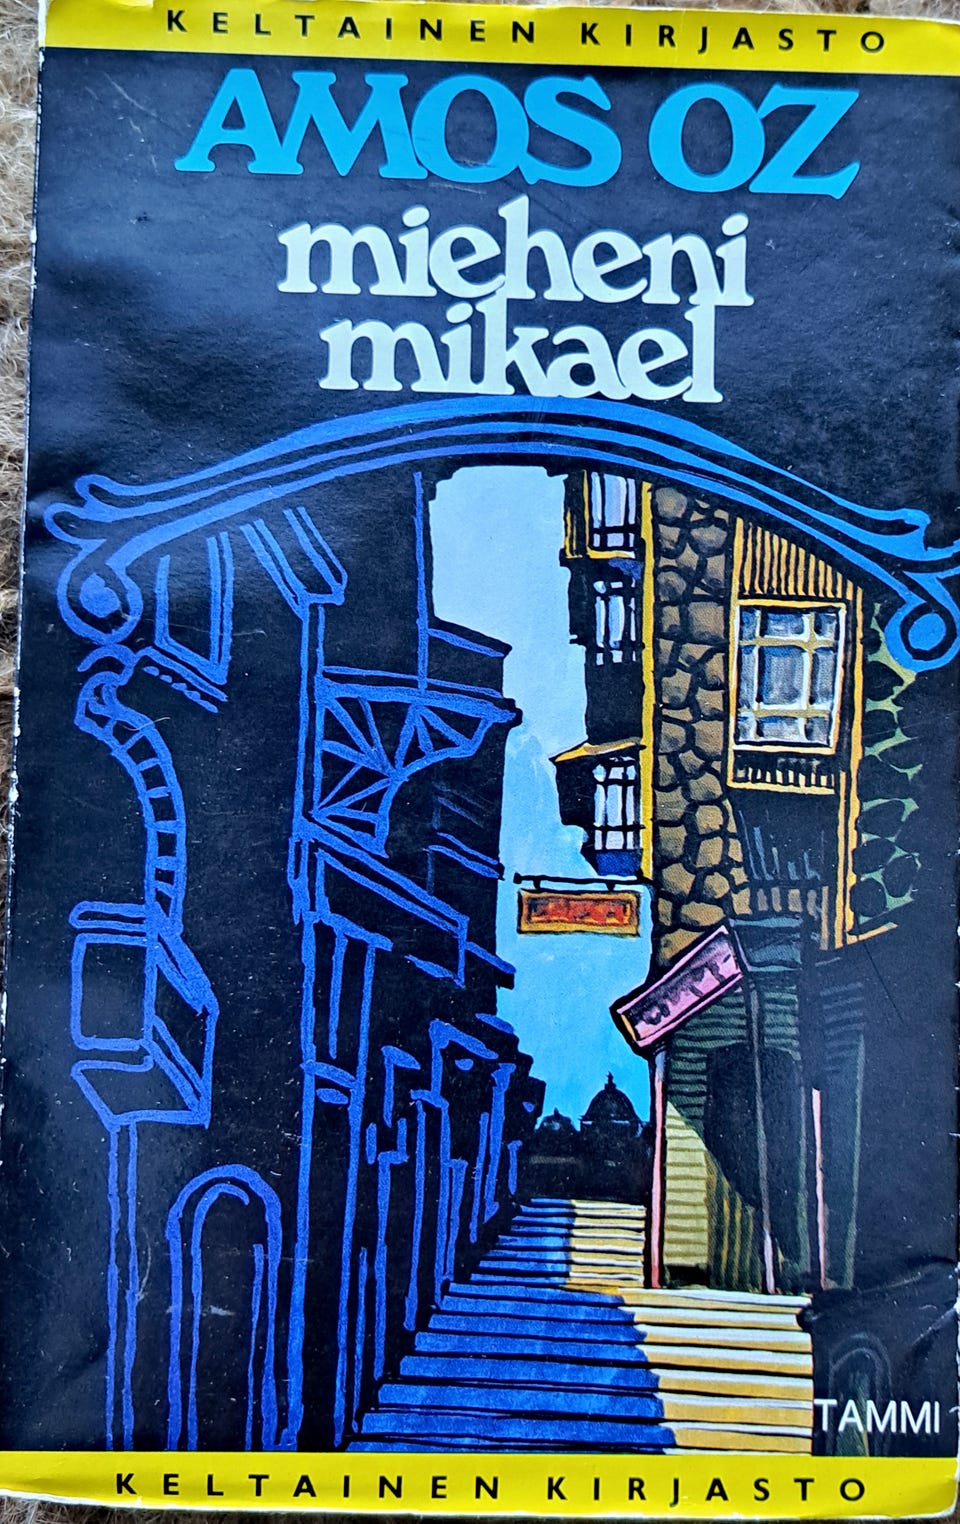 KELTAINEN KIRJASTO
AMOS OZ
mieheni
mikael
TAMMI
KELTAINEN KIRJASTO